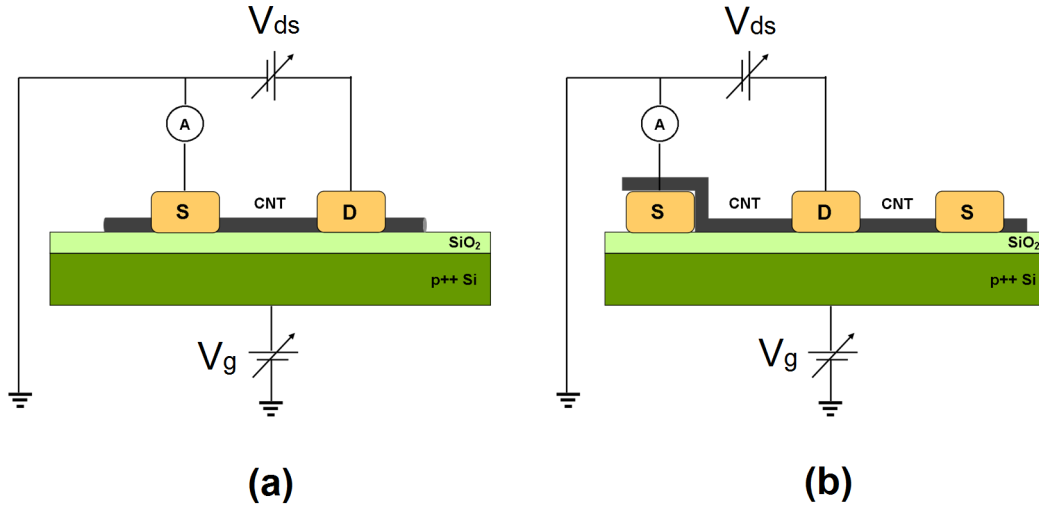 Vds
A
S
CNT
D
SiO2
p++ Si
Vg
(a)
Vds
A
S
CNT
D
CNT
S
SiO2
p++ Si
Vg
(b)